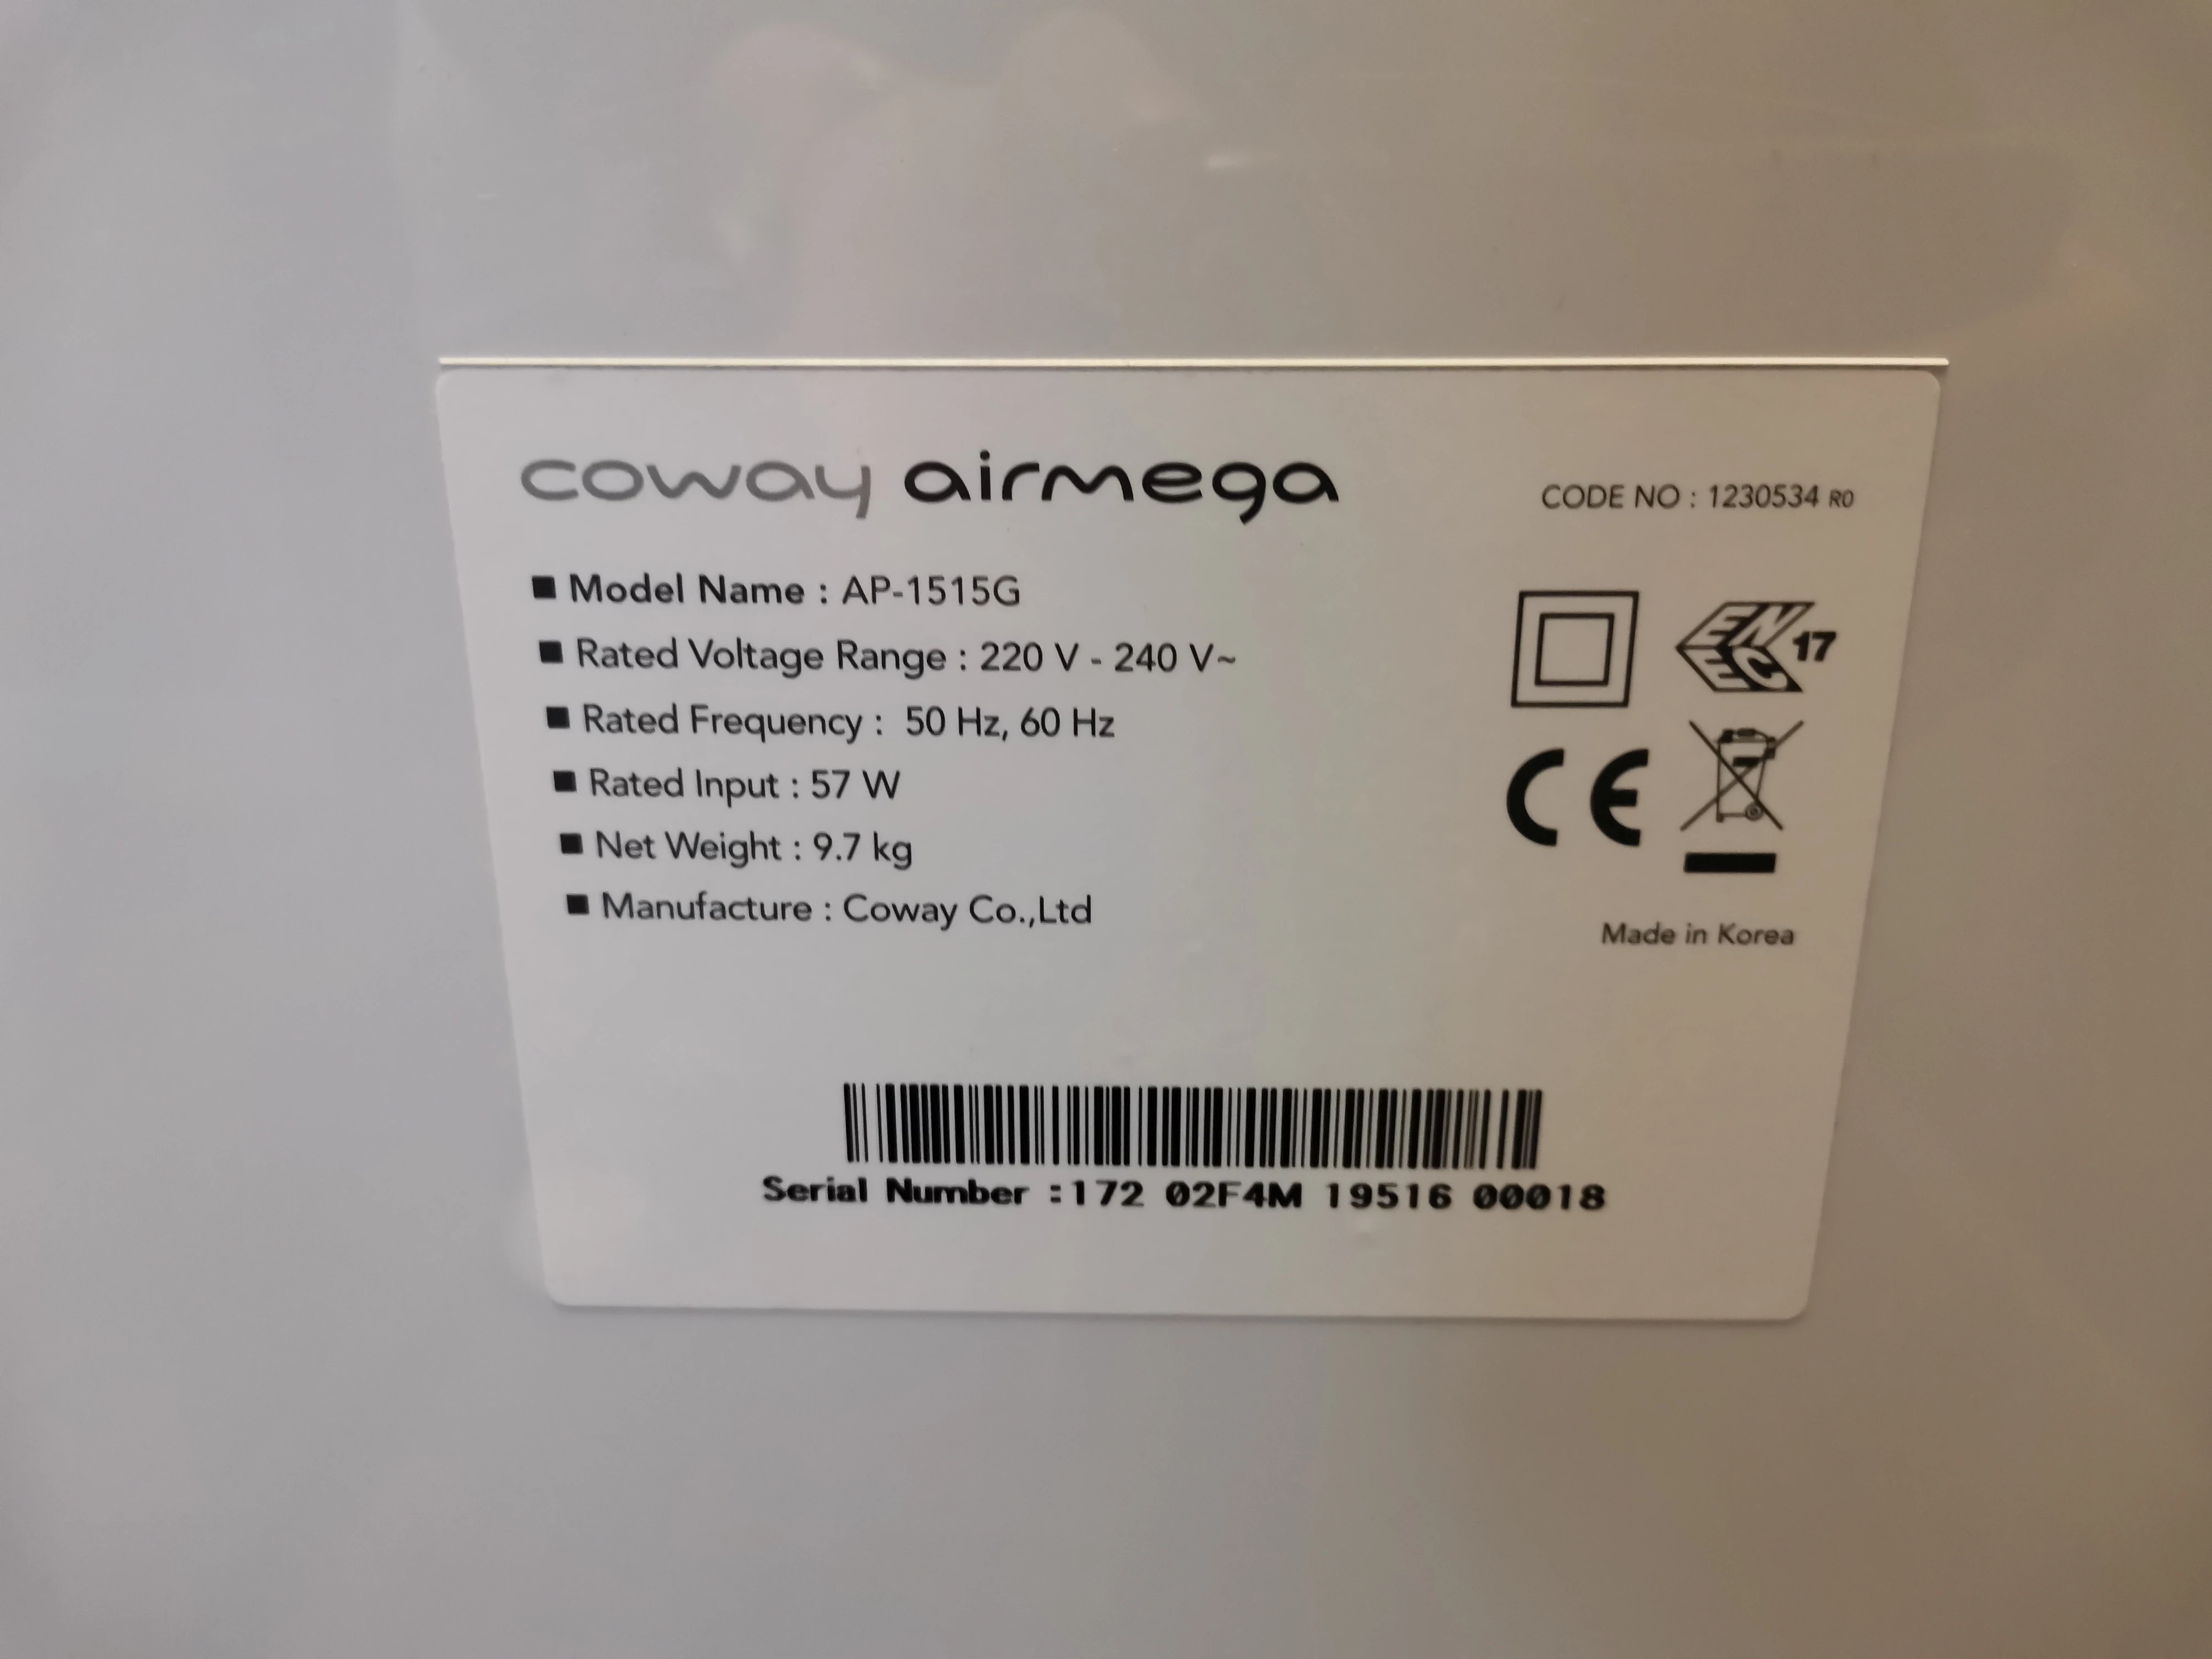 coway airmega
CODE NO : 1230534 R0
■ Model Name : AP-1515G
■ Rated Voltage Range : 220 V - 240 V~
■ Rated Frequency : 50 Hz, 60 Hz
■ Rated Input : 57 W
■ Net Weight : 9.7 kg
■ Manufacture : Coway Co.,Ltd
EN
EC
17
CE
Made in Korea
Serial Number :172 02F4M 19516 00018